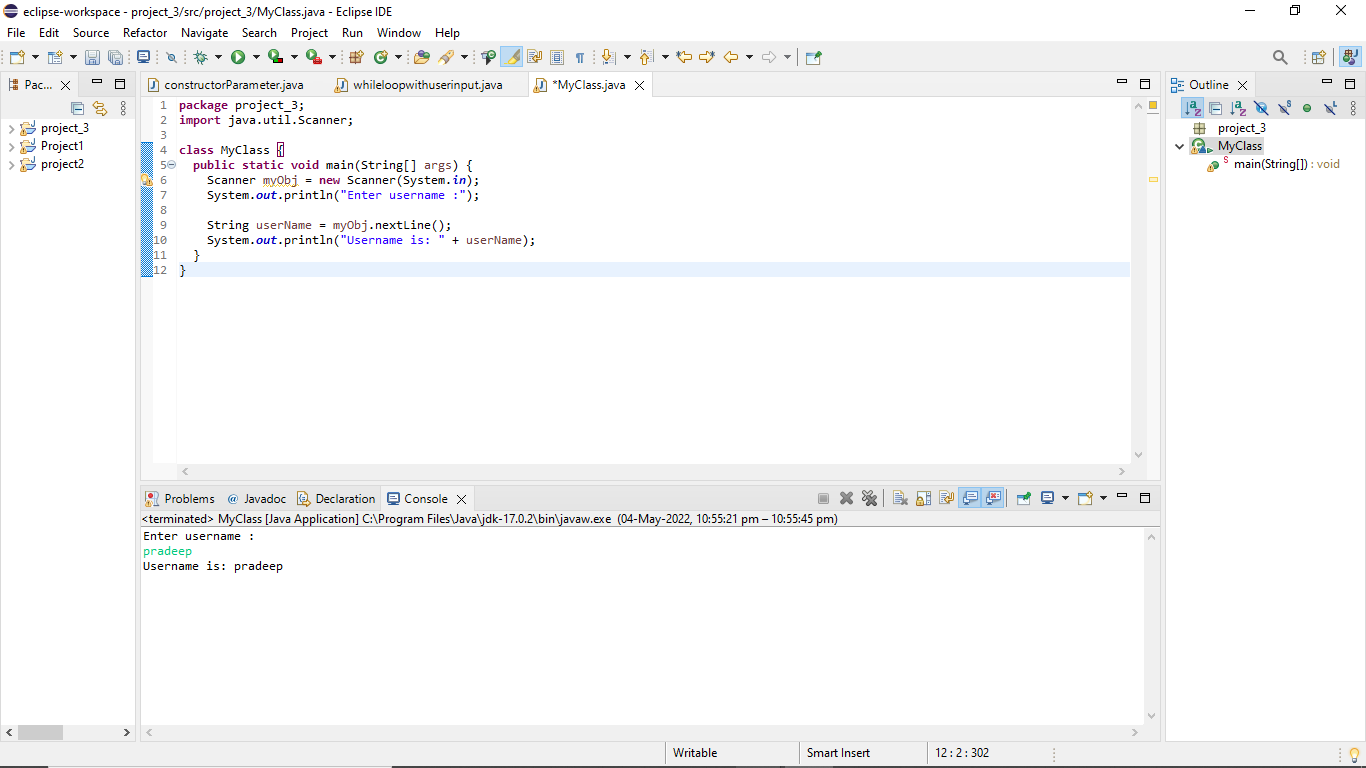 eclipse-workspace - project_3/src/project_3/MyClass.java - Eclipse IDE
File Edit Source Refactor Navigate Search Project Run Window Help
Pac...
constructorParameter.java whileloopwithuserinput.java *MyClass.java
Outline
project_3
Project1
project2
1 package project_3;
2 import java.util.Scanner;
3
4 class MyClass {
5 public static void main(String[] args) {
6 Scanner myObj = new Scanner(System.in);
7 System.out.println("Enter username :");
8
9 String userName = myObj.nextLine();
10 System.out.println("Username is: " + userName);
11 }
12 }
project_3
MyClass
main(String[]) : void
Problems @ Javadoc Declaration Console
<terminated> MyClass [Java Application] C:\Program Files\Java\jdk-17.0.2\bin\javaw.exe (04-May-2022, 10:55:21 pm – 10:55:45 pm)
Enter username :
pradeep
Username is: pradeep
Writable Smart Insert 12 : 2 : 302